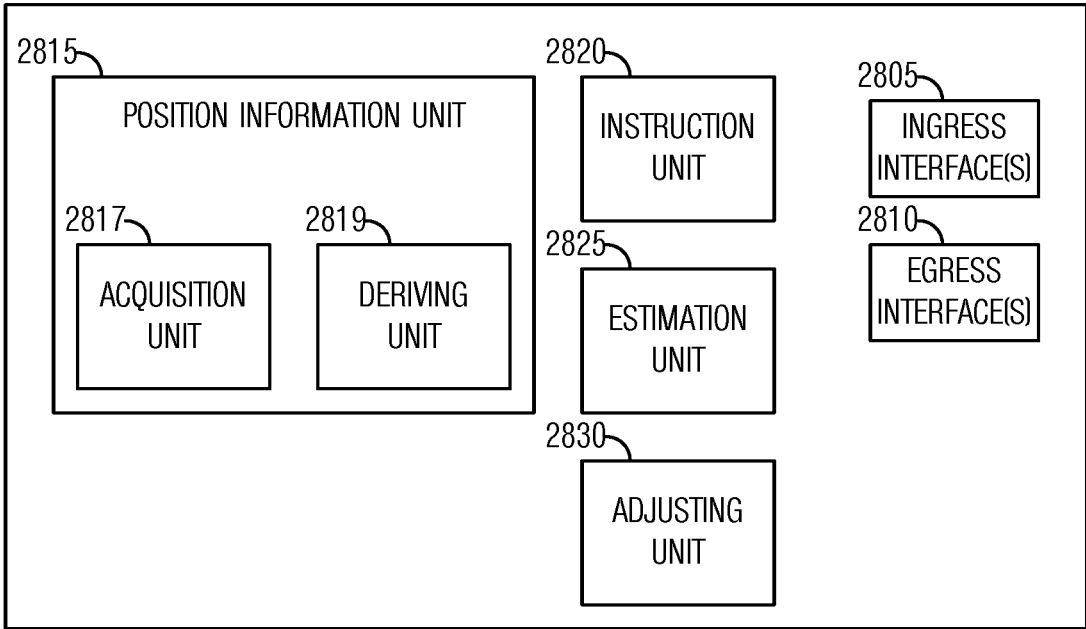 2815
POSITION INFORMATION UNIT
2817
ACQUISITION
UNIT
2819
DERIVING
UNIT
2820
INSTRUCTION
UNIT
2825
ESTIMATION
UNIT
2830
ADJUSTING
UNIT
2805
INGRESS
INTERFACE(S)
2810
EGRESS
INTERFACE(S)